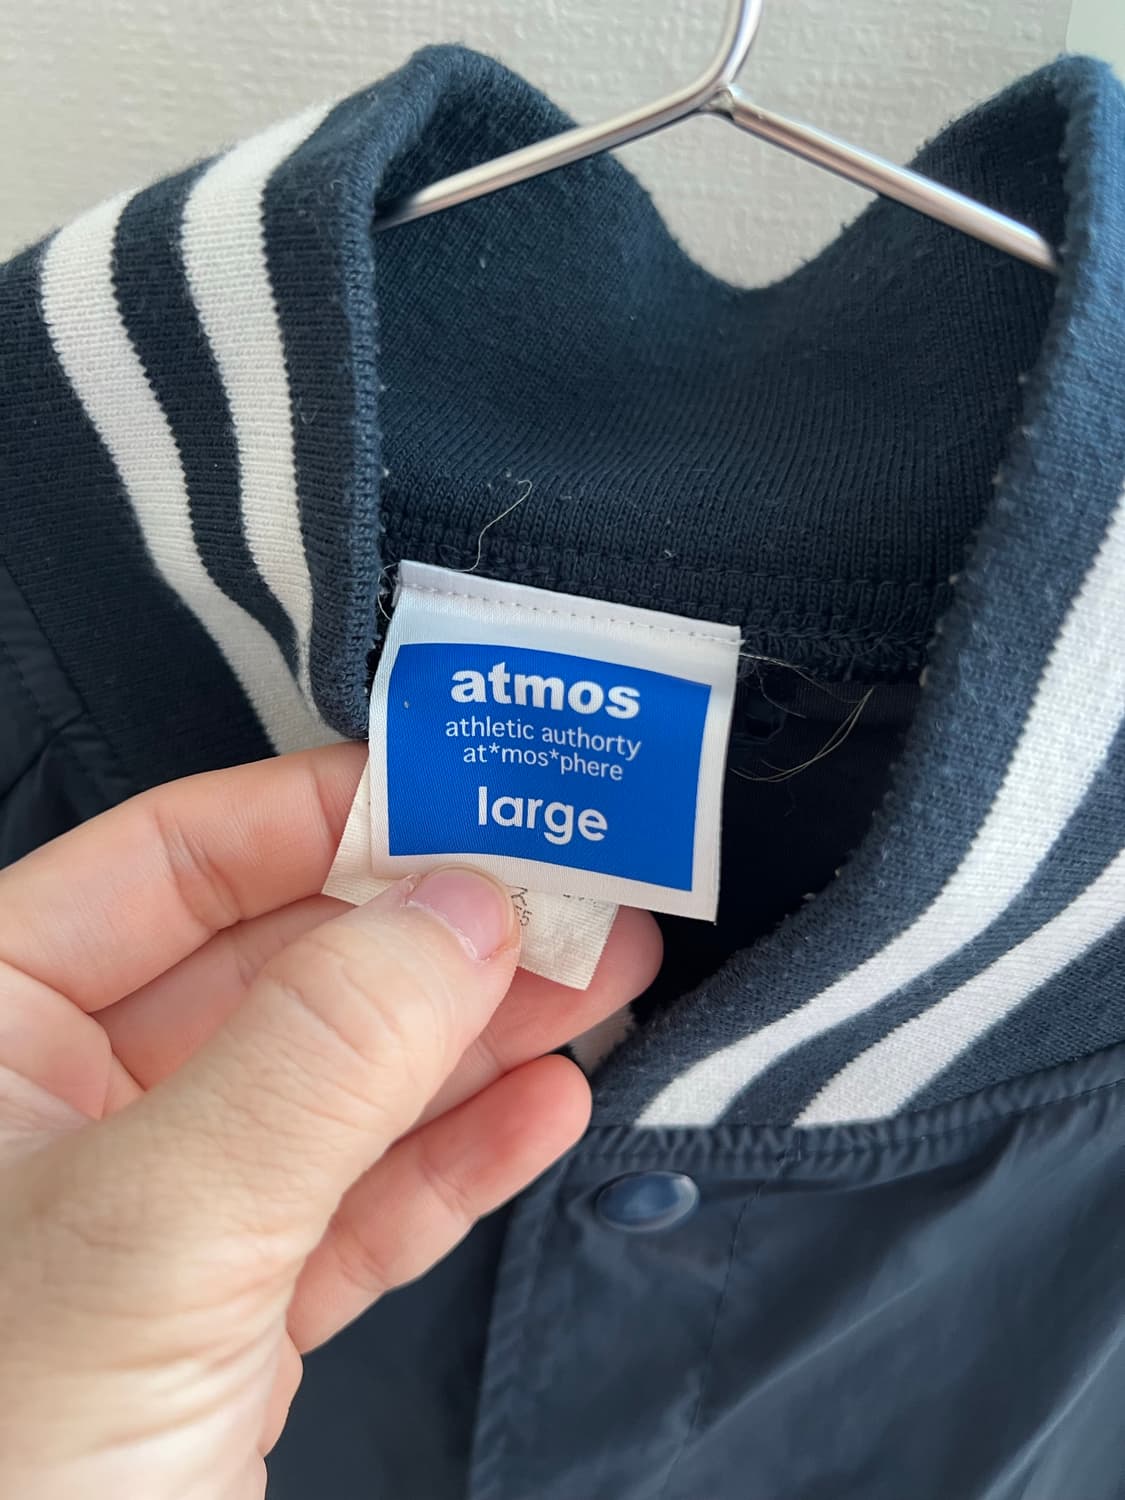 atmos
athletic authorty
at*mos*phere
large